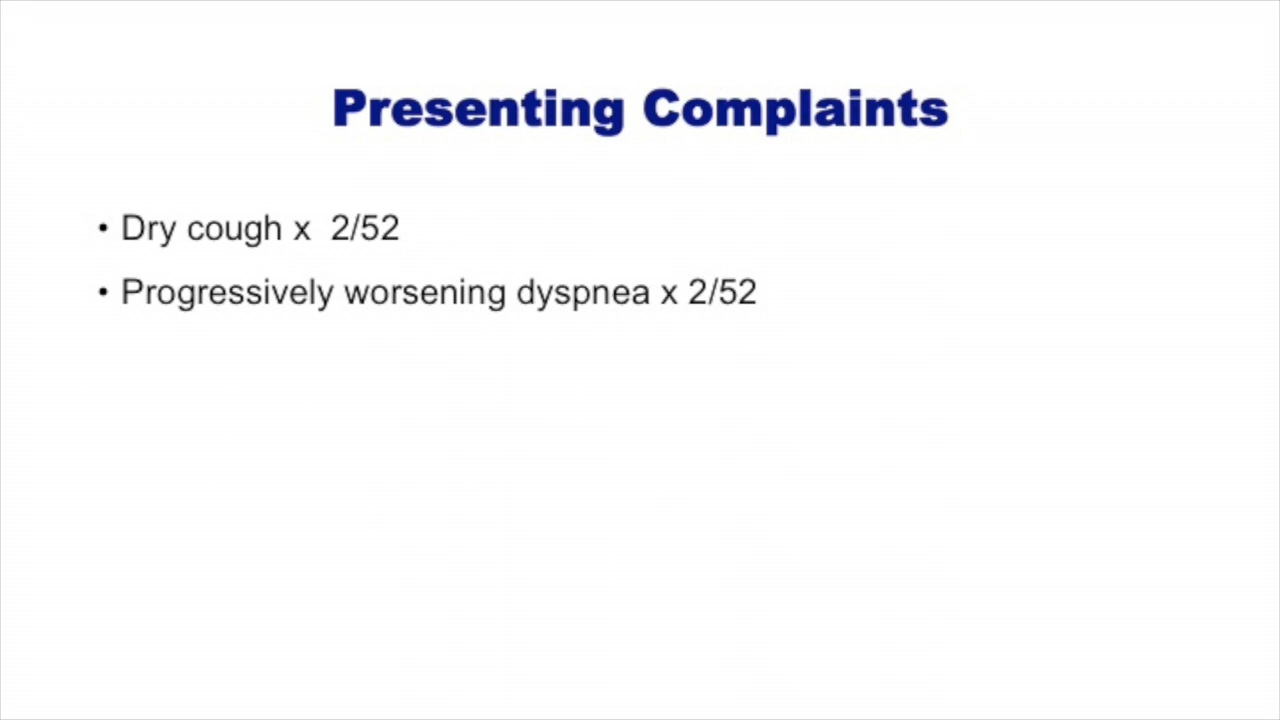 Presenting Complaints
• Dry cough x  2/52
• Progressively worsening dyspnea x 2/52